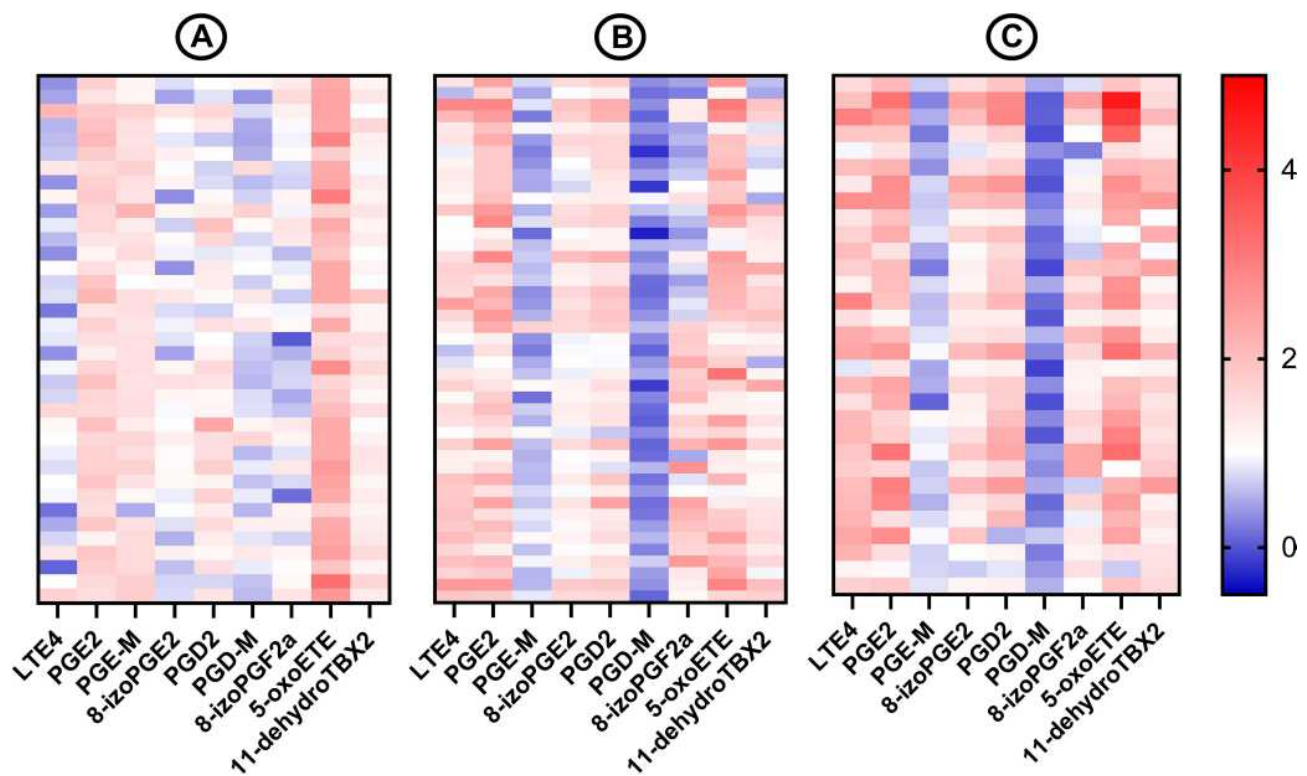 A
B
C
4
2
0
LTE4
PGE2
PGE-M
8-izoPGE2
PGD2
PGD-M
8-izoPGF2a
5-oxoETE
11-dehydroTBX2
LTE4
PGE2
PGE-M
8-izoPGE2
PGD2
PGD-M
8-izoPGF2a
5-oxoETE
11-dehydroTBX2
LTE4
PGE2
PGE-M
8-izoPGE2
PGD2
PGD-M
8-izoPGF2a
5-oxoETE
11-dehydroTBX2